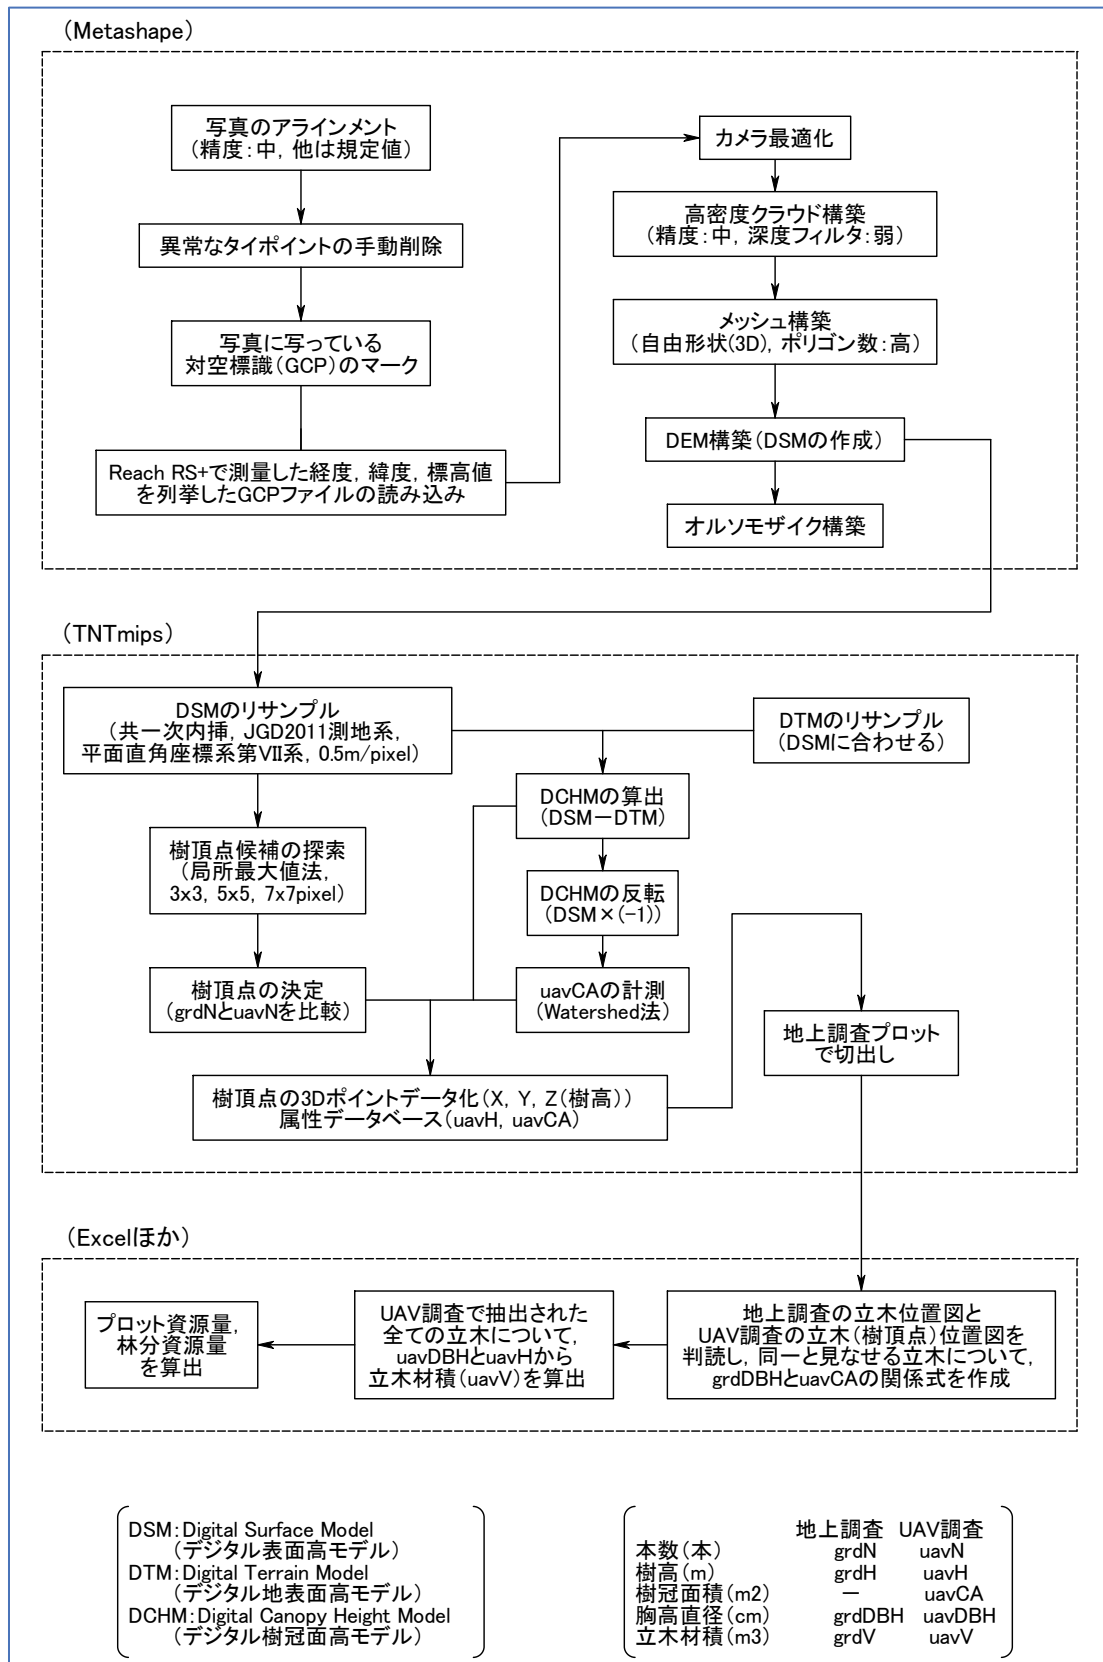 (Metashape)
写真のアラインメント
(精度:中, 他は規定値)
異常なタイポイントの手動削除
写真に写っている
対空標識(GCP)のマーク
Reach RS+で測量した経度, 緯度, 標高値
を列挙したGCPファイルの読み込み
カメラ最適化
高密度クラウド構築
(精度:中, 深度フィルタ:弱)
メッシュ構築
(自由形状(3D), ポリゴン数:高)
DEM構築(DSMの作成)
オルソモザイク構築
(TNTmips)
DSMのリサンプル
(共一次内挿, JGD2011測地系,
平面直角座標系第VII系, 0.5m/pixel)
DTMのリサンプル
(DSMに合わせる)
DCHMの算出
(DSM－DTM)
樹頂点候補の探索
(局所最大値法,
3x3, 5x5, 7x7pixel)
DCHMの反転
(DSM×(-1))
樹頂点の決定
(grdNとuavNを比較)
uavCAの計測
(Watershed法)
地上調査プロット
で切出し
樹頂点の3Dポイントデータ化(X, Y, Z(樹高))
属性データベース(uavH, uavCA)
(Excelほか)
地上調査の立木位置図と
UAV調査の立木(樹頂点)位置図を
判読し, 同一と見なせる立木について,
grdDBHとuavCAの関係式を作成
UAV調査で抽出された
全ての立木について,
uavDBHとuavHから
立木材積(uavV)を算出
プロット資源量,
林分資源量
を算出
DSM:Digital Surface Model
(デジタル表面高モデル)
DTM:Digital Terrain Model
(デジタル地表面高モデル)
DCHM:Digital Canopy Height Model
(デジタル樹冠面高モデル)
地上調査 UAV調査
本数(本) grdN uavN
樹高(m) grdH uavH
樹冠面積(m2) － uavCA
胸高直径(cm) grdDBH uavDBH
立木材積(m3) grdV uavV